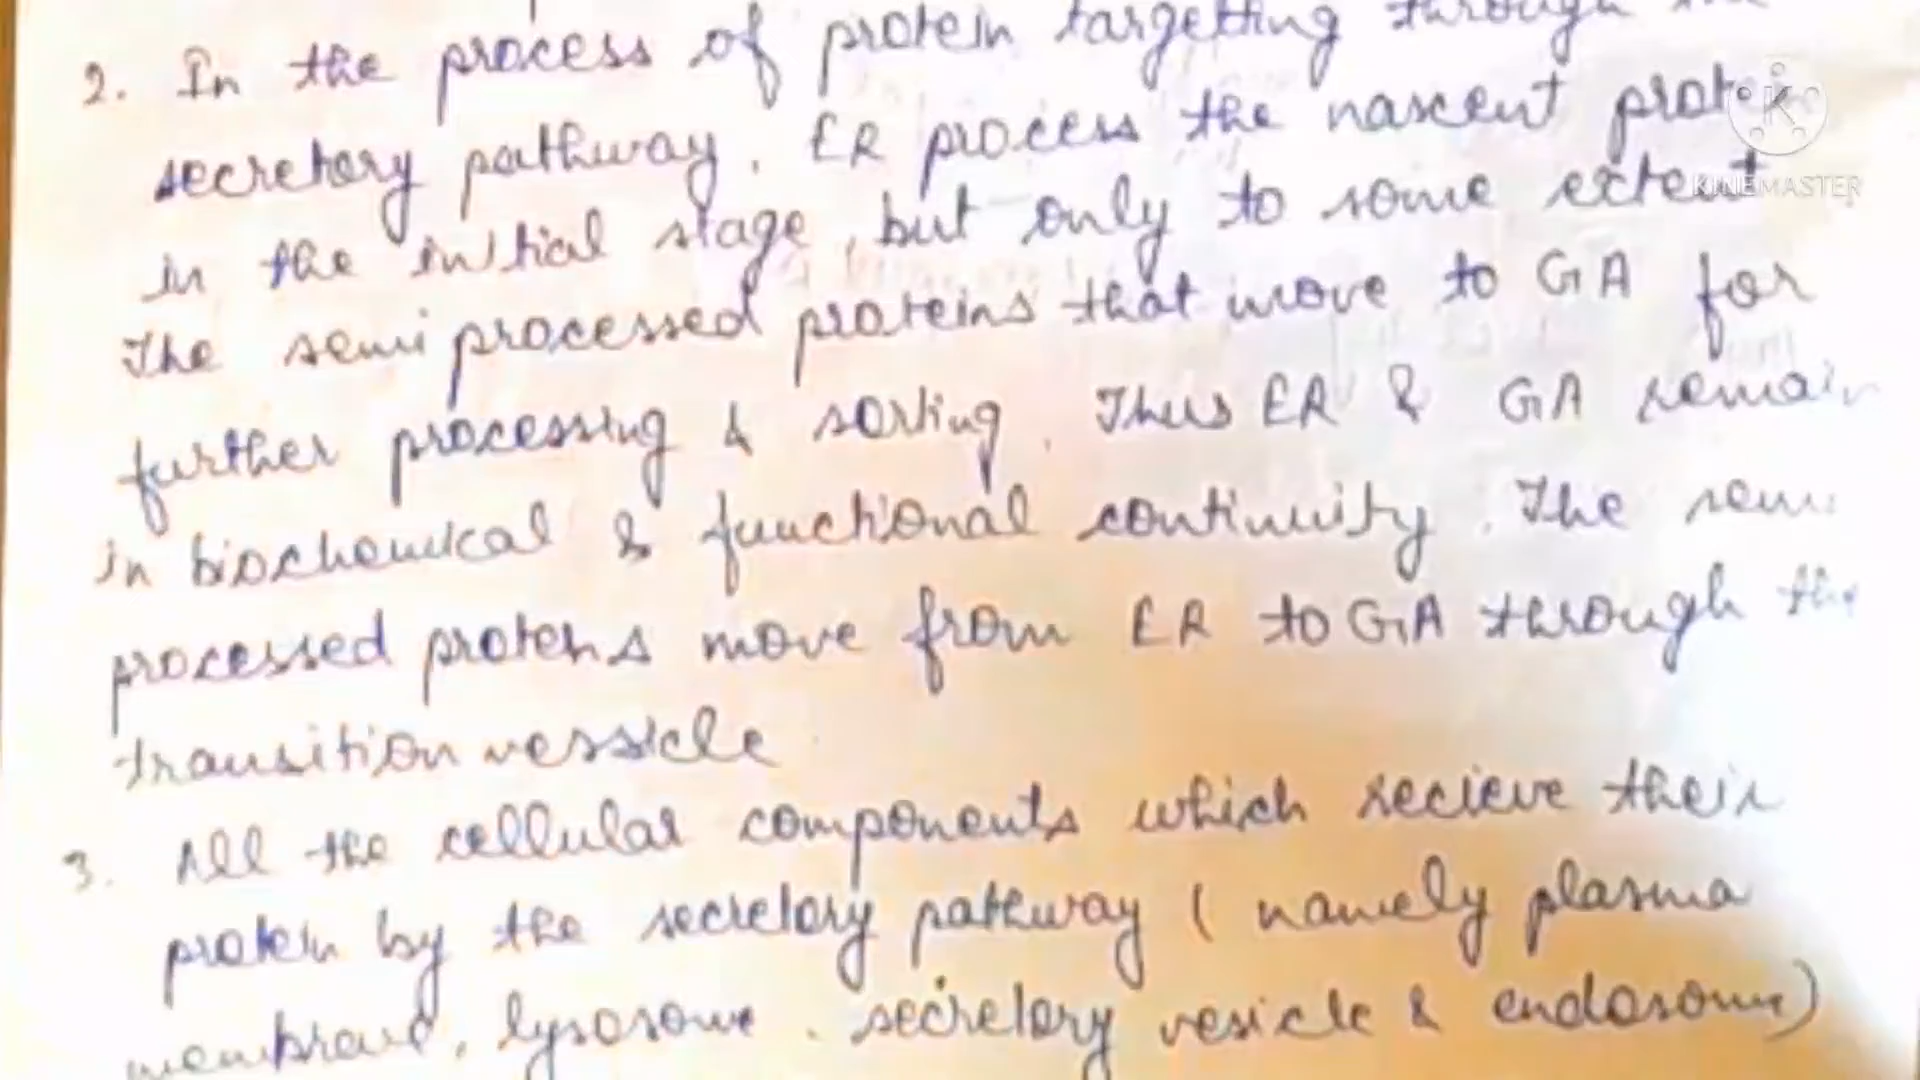 2. In the process of protein targetting through
secretory pathway. ER process the nascent protein
in the initial stage, but only to some extent
The semi processed proteins that move to GA for
further processing & sorting. Thus ER & GA remain
in biochemical & functional continuity. The semi
processed proteins move from ER to GA through the
transition vessicle
3. All the cellular components which recieve their
protein by the secretory pathway ( namely plasma
membrane, lysosome. secretory vesicle & endosome)
K
KINEMASTER